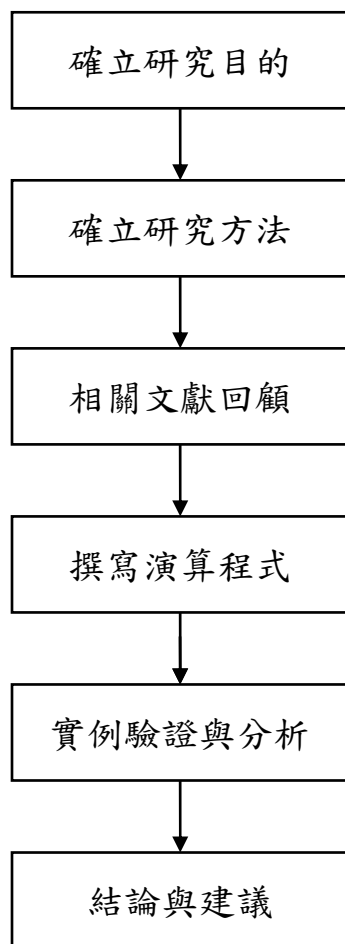 確立研究目的
確立研究方法
相關文獻回顧
撰寫演算程式
實例驗證與分析
結論與建議